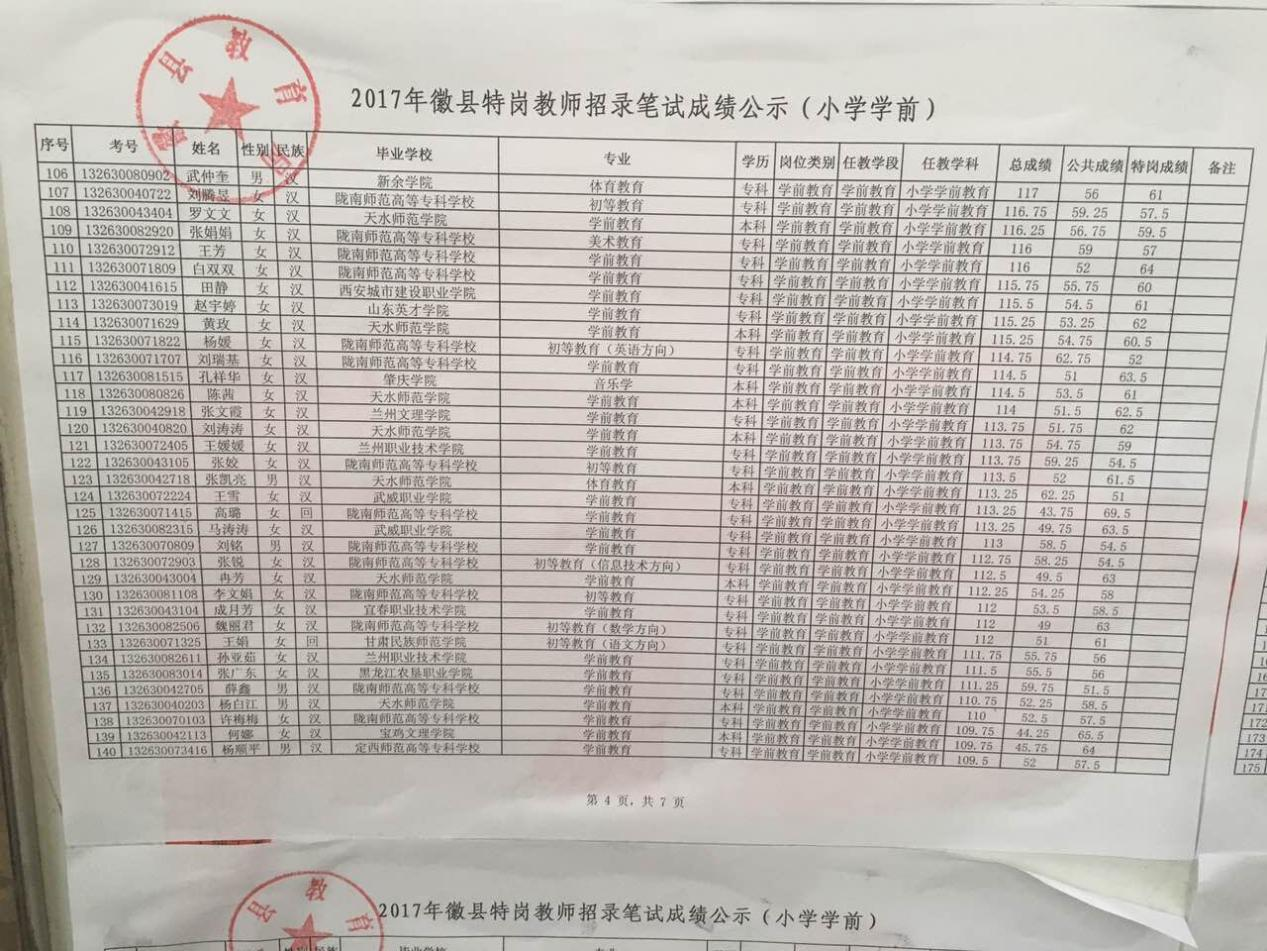 徽县教育局
2017年徽县特岗教师招录笔试成绩公示（小学学前）
序号 考号 姓名 性别 民族 毕业学校 专业 学历 岗位类别 任教学段 任教学科 总成绩 公共成绩 特岗成绩 备注
106 132630080902 武仲奎 男 汉 新余学院 体育教育 专科 学前教育 学前教育 小学学前教育 117 56 61
107 132630040722 刘腾昱 女 汉 陇南师范高等专科学校 初等教育 专科 学前教育 学前教育 小学学前教育 116.75 59.25 57.5
108 132630043404 罗文文 女 汉 天水师范学院 学前教育 本科 学前教育 学前教育 小学学前教育 116.25 56.75 59.5
109 132630082920 张娟娟 女 汉 陇南师范高等专科学校 美术教育 专科 学前教育 学前教育 小学学前教育 116 59 57
110 132630072912 王芳 女 汉 陇南师范高等专科学校 学前教育 专科 学前教育 学前教育 小学学前教育 116 52 64
111 132630071809 白双双 女 汉 陇南师范高等专科学校 学前教育 专科 学前教育 学前教育 小学学前教育 115.75 55.75 60
112 132630041615 田静 女 汉 西安城市建设职业学院 学前教育 专科 学前教育 学前教育 小学学前教育 115.5 54.5 61
113 132630073019 赵宇婷 女 汉 山东英才学院 学前教育 专科 学前教育 学前教育 小学学前教育 115.25 53.25 62
114 132630071629 黄玫 女 汉 天水师范学院 学前教育 本科 学前教育 学前教育 小学学前教育 115.25 54.75 60.5
115 132630071822 杨媛 女 汉 陇南师范高等专科学校 初等教育（英语方向） 专科 学前教育 学前教育 小学学前教育 114.75 62.75 52
116 132630071707 刘瑞基 女 汉 陇南师范高等专科学校 学前教育 专科 学前教育 学前教育 小学学前教育 114.5 51 63.5
117 132630081515 孔祥华 女 汉 肇庆学院 音乐学 本科 学前教育 学前教育 小学学前教育 114.5 53.5 61
118 132630080826 陈茜 女 汉 天水师范学院 学前教育 本科 学前教育 学前教育 小学学前教育 114 51.5 62.5
119 132630042918 张文霞 女 汉 兰州文理学院 学前教育 专科 学前教育 学前教育 小学学前教育 113.75 51.75 62
120 132630040820 刘涛涛 女 汉 天水师范学院 学前教育 本科 学前教育 学前教育 小学学前教育 113.75 54.75 59
121 132630072405 王媛媛 女 汉 兰州职业技术学院 学前教育 专科 学前教育 学前教育 小学学前教育 113.75 59.25 54.5
122 132630043105 张姣 女 汉 陇南师范高等专科学校 初等教育 专科 学前教育 学前教育 小学学前教育 113.5 52 61.5
123 132630042718 张凯亮 男 汉 天水师范学院 体育教育 本科 学前教育 学前教育 小学学前教育 113.25 62.25 51
124 132630072224 王雪 女 汉 武威职业学院 学前教育 专科 学前教育 学前教育 小学学前教育 113.25 43.75 69.5
125 132630071415 高璐 女 回 陇南师范高等专科学校 学前教育 专科 学前教育 学前教育 小学学前教育 113.25 49.75 63.5
126 132630082315 马涛涛 女 汉 武威职业学院 学前教育 专科 学前教育 学前教育 小学学前教育 113 58.5 54.5
127 132630070809 刘铭 男 汉 陇南师范高等专科学校 学前教育 专科 学前教育 学前教育 小学学前教育 112.75 58.25 54.5
128 132630072903 张锐 女 汉 陇南师范高等专科学校 初等教育（信息技术方向） 专科 学前教育 学前教育 小学学前教育 112.5 49.5 63
129 132630043004 冉芳 女 汉 天水师范学院 学前教育 本科 学前教育 学前教育 小学学前教育 112.25 54.25 58
130 132630081108 李文娟 女 汉 陇南师范高等专科学校 初等教育 专科 学前教育 学前教育 小学学前教育 112 53.5 58.5
131 132630043104 成月芳 女 汉 宜春职业技术学院 学前教育 专科 学前教育 学前教育 小学学前教育 112 49 63
132 132630082506 魏丽君 女 汉 陇南师范高等专科学校 初等教育（数学方向） 专科 学前教育 学前教育 小学学前教育 112 51 61
133 132630071325 王娟 女 回 甘肃民族师范学院 初等教育（语文方向） 专科 学前教育 学前教育 小学学前教育 111.75 55.75 56
134 132630082611 孙亚茹 女 汉 兰州职业技术学院 学前教育 专科 学前教育 学前教育 小学学前教育 111.5 55.5 56
135 132630083014 张广东 女 汉 黑龙江农垦职业学院 学前教育 专科 学前教育 学前教育 小学学前教育 111.25 59.75 51.5
136 132630042705 薛鑫 男 汉 陇南师范高等专科学校 学前教育 专科 学前教育 学前教育 小学学前教育 110.75 52.25 58.5
137 132630040203 杨白江 男 汉 天水师范学院 学前教育 本科 学前教育 学前教育 小学学前教育 110 52.5 57.5
138 132630070103 许梅梅 女 汉 陇南师范高等专科学校 学前教育 专科 学前教育 学前教育 小学学前教育 109.75 44.25 65.5
139 132630042113 何娜 女 汉 宝鸡文理学院 学前教育 本科 学前教育 学前教育 小学学前教育 109.75 45.75 64
140 132630073416 杨顺平 男 汉 定西师范高等专科学校 学前教育 专科 学前教育 学前教育 小学学前教育 109.5 52 57.5
第 4 页，共 7 页
172
173
174
175
县教育
2017年徽县特岗教师招录笔试成绩公示（小学学前）